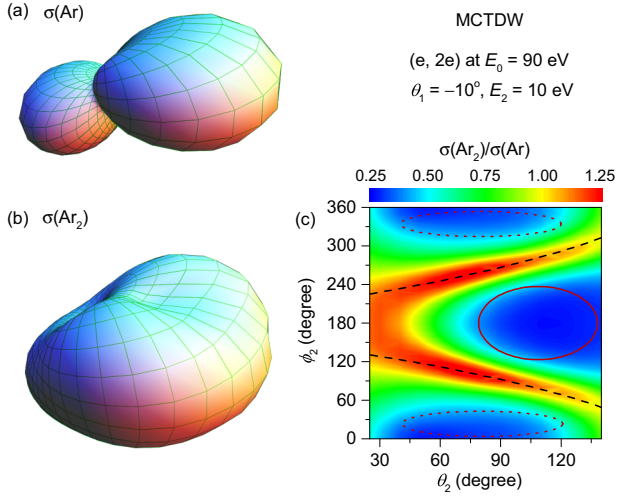 (a) σ(Ar)
MCTDW
(e, 2e) at E₀ = 90 eV
θ₁ = −10°, E₂ = 10 eV
σ(Ar₂)/σ(Ar)
0.25 0.50 0.75 1.00 1.25
(b) σ(Ar₂)
(c)
360
300
240
180
120
60
0
ϕ₂ (degree)
30 60 90 120
θ₂ (degree)